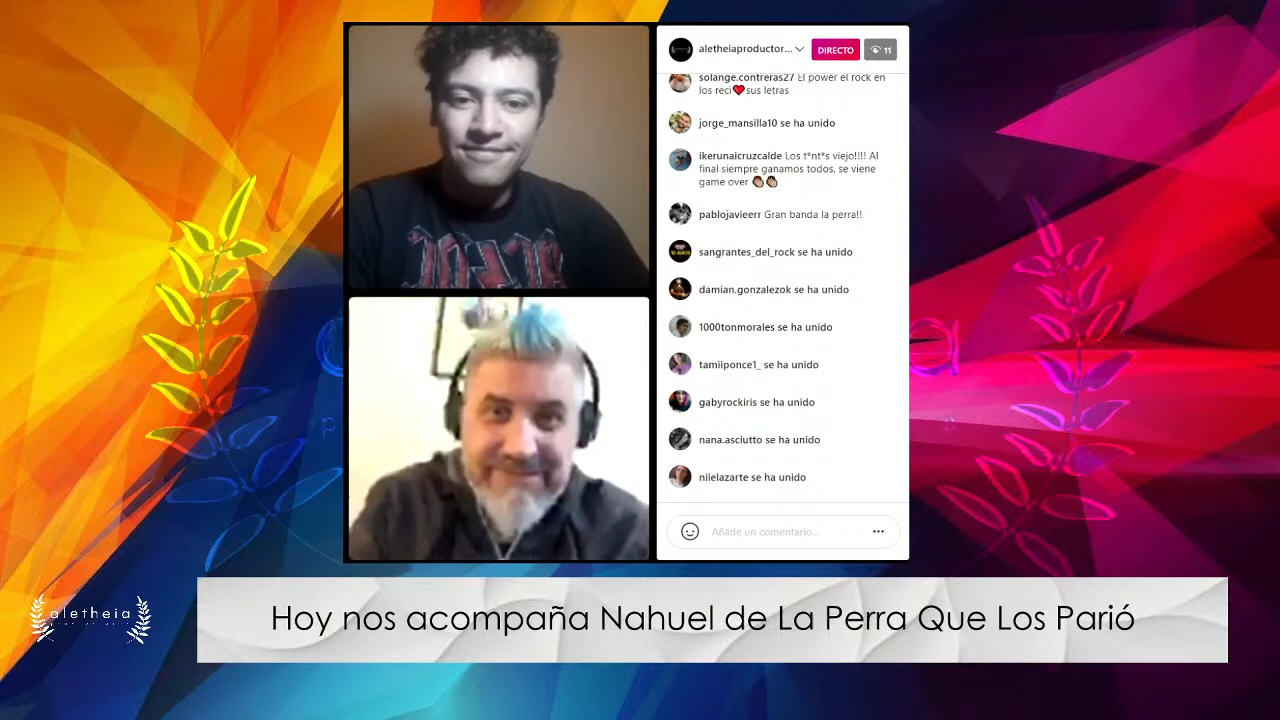 aletheiaproductor...
DIRECTO
11
solange.contreras27 El power el rock en
los reci❤️sus letras
jorge_mansilla10 se ha unido
ikerunaicruzcalde Los t*nt*s viejo!!!! Al
final siempre ganamos todos, se viene
game over 👏🏽👏🏽
pablojavieerr Gran banda la perra!!
sangrantes_del_rock se ha unido
damian.gonzalezok se ha unido
1000tonmorales se ha unido
tamiiponce1_ se ha unido
gabyrockiris se ha unido
nana.asciutto se ha unido
niielazarte se ha unido
Añade un comentario...
aletheia
Hoy nos acompaña Nahuel de La Perra Que Los Parió